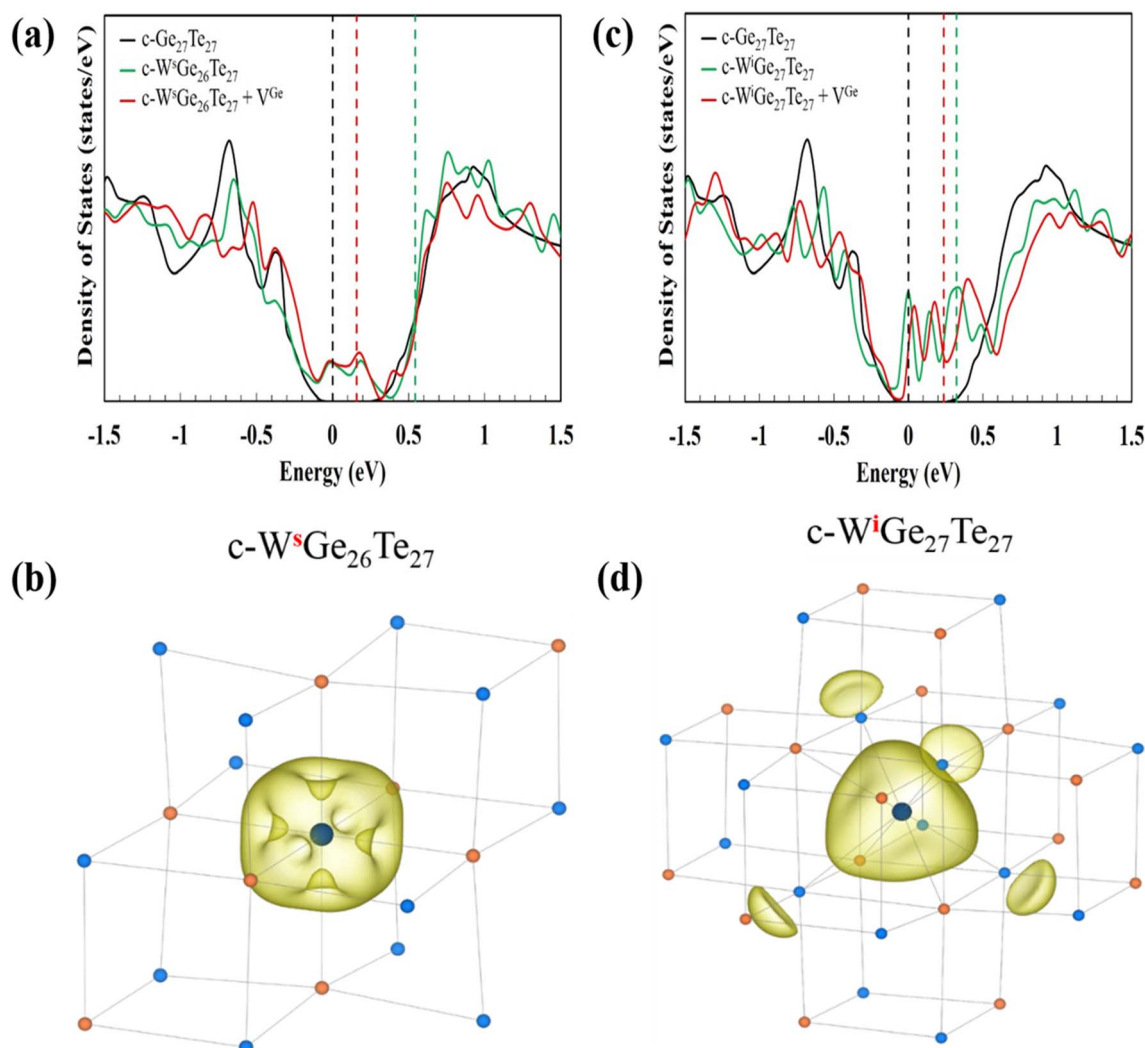 (a)
Density of States (states/eV)
c-Ge₂₇Te₂₇
c-WˢGe₂₆Te₂₇
c-WˢGe₂₆Te₂₇ + Vᴳᵉ
-1.5 -1 -0.5 0 0.5 1 1.5
Energy (eV)
(c)
Density of States (states/eV)
c-Ge₂₇Te₂₇
c-WⁱGe₂₇Te₂₇
c-WⁱGe₂₇Te₂₇ + Vᴳᵉ
-1.5 -1 -0.5 0 0.5 1 1.5
Energy (eV)
c-WˢGe₂₆Te₂₇
(b)
c-WⁱGe₂₇Te₂₇
(d)